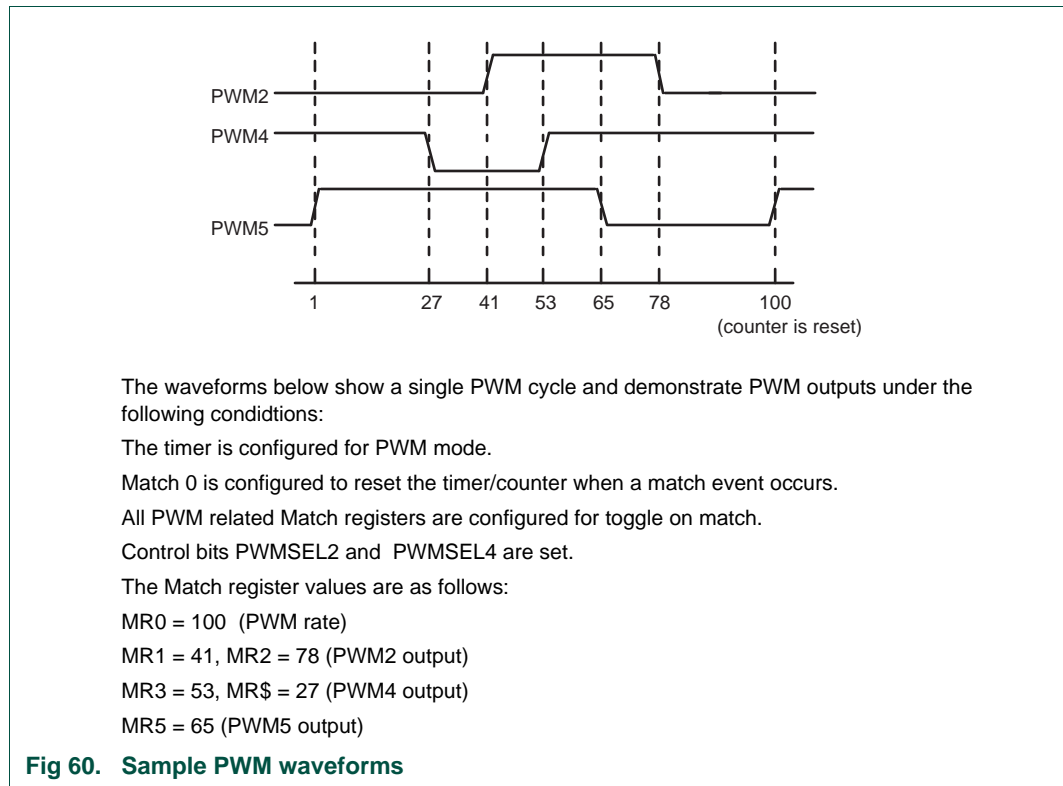 PWM2
PWM4
PWM5
1 27 41 53 65 78 100
(counter is reset)
The waveforms below show a single PWM cycle and demonstrate PWM outputs under the
following condidtions:
The timer is configured for PWM mode.
Match 0 is configured to reset the timer/counter when a match event occurs.
All PWM related Match registers are configured for toggle on match.
Control bits PWMSEL2 and PWMSEL4 are set.
The Match register values are as follows:
MR0 = 100 (PWM rate)
MR1 = 41, MR2 = 78 (PWM2 output)
MR3 = 53, MR$ = 27 (PWM4 output)
MR5 = 65 (PWM5 output)
Fig 60. Sample PWM waveforms